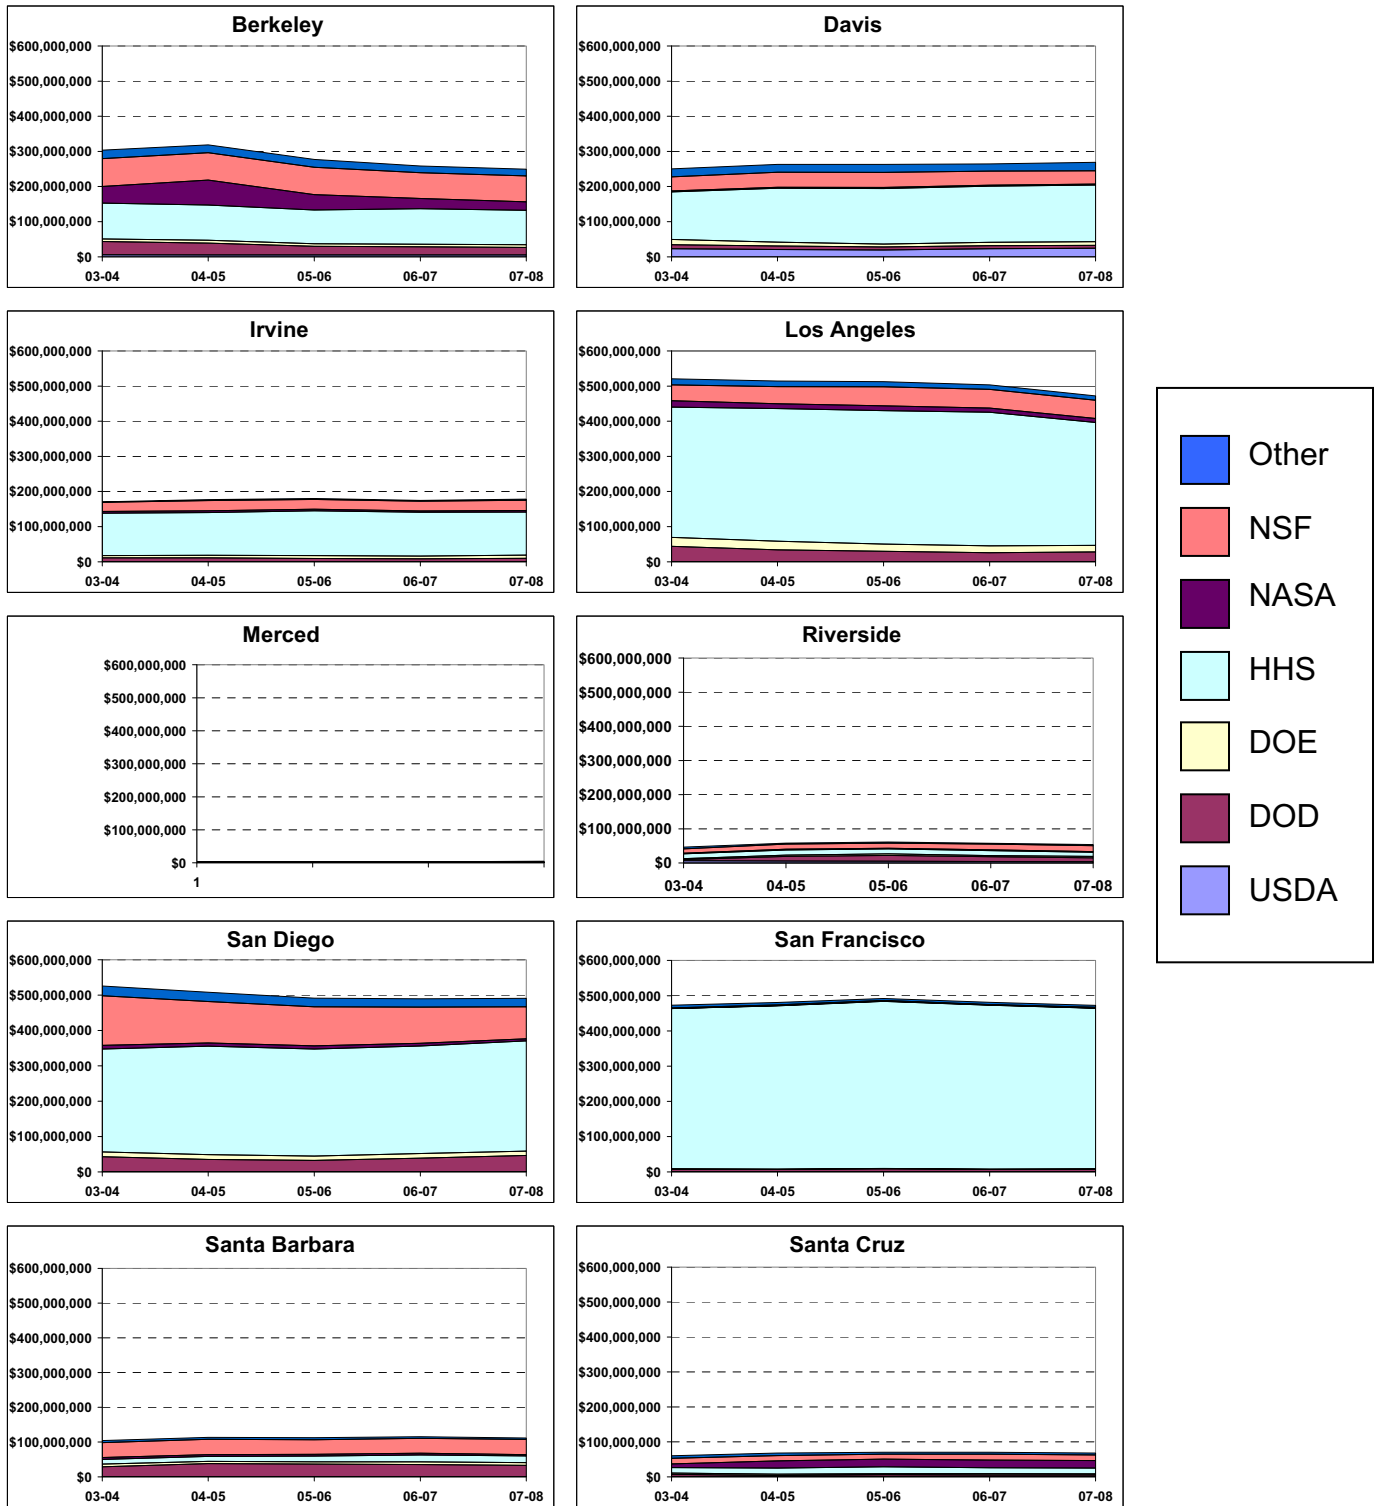 Berkeley
$600,000,000
$500,000,000
$400,000,000
$300,000,000
$200,000,000
$100,000,000
$0
03-04 04-05 05-06 06-07 07-08
Davis
$600,000,000
$500,000,000
$400,000,000
$300,000,000
$200,000,000
$100,000,000
$0
03-04 04-05 05-06 06-07 07-08
Irvine
$600,000,000
$500,000,000
$400,000,000
$300,000,000
$200,000,000
$100,000,000
$0
03-04 04-05 05-06 06-07 07-08
Los Angeles
$600,000,000
$500,000,000
$400,000,000
$300,000,000
$200,000,000
$100,000,000
$0
03-04 04-05 05-06 06-07 07-08
Merced
$600,000,000
$500,000,000
$400,000,000
$300,000,000
$200,000,000
$100,000,000
$0
1
Riverside
$600,000,000
$500,000,000
$400,000,000
$300,000,000
$200,000,000
$100,000,000
$0
03-04 04-05 05-06 06-07 07-08
San Diego
$600,000,000
$500,000,000
$400,000,000
$300,000,000
$200,000,000
$100,000,000
$0
03-04 04-05 05-06 06-07 07-08
San Francisco
$600,000,000
$500,000,000
$400,000,000
$300,000,000
$200,000,000
$100,000,000
$0
03-04 04-05 05-06 06-07 07-08
Santa Barbara
$600,000,000
$500,000,000
$400,000,000
$300,000,000
$200,000,000
$100,000,000
$0
03-04 04-05 05-06 06-07 07-08
Santa Cruz
$600,000,000
$500,000,000
$400,000,000
$300,000,000
$200,000,000
$100,000,000
$0
03-04 04-05 05-06 06-07 07-08
Other
NSF
NASA
HHS
DOE
DOD
USDA